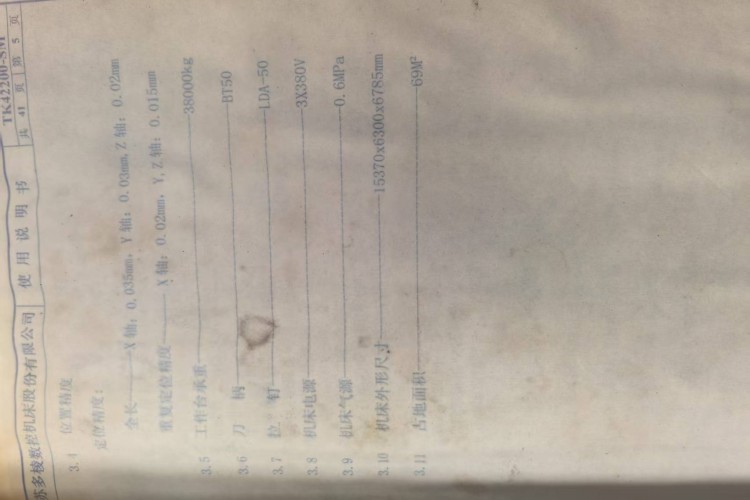 苏多棱数控机床股份有限公司 使用说明书 TK42200-SM
共 41 页 第 5 页
3.4 位置精度
定位精度：
全长———X 轴：0.035mm，Y 轴：0.03mm,Z 轴：0.02mm
重复定位精度——— X 轴：0.02mm，Y,Z 轴：0.015mm
3.5 工作台承重———38000kg
3.6 刀 柄———BT50
3.7 拉 钉———LDA-50
3.8 机床电源———3X380V
3.9 机床气源———0.6MPa
3.10 机床外形尺寸———15370x6300x6785mm
3.11 占地面积———69M²